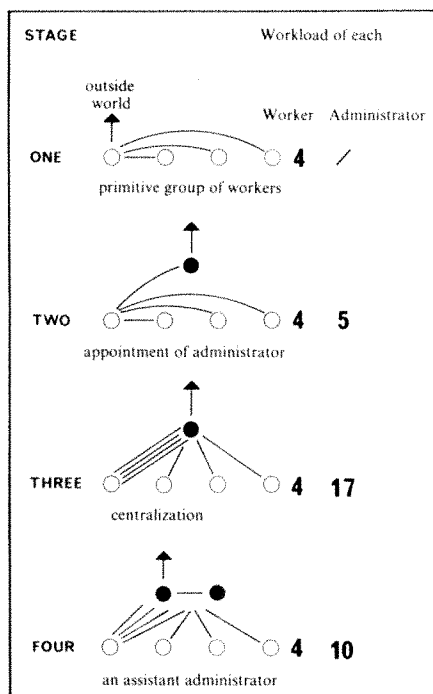 STAGE Workload of each
outside
world
Worker Administrator
ONE 4 /
primitive group of workers
TWO 4 5
appointment of administrator
THREE 4 17
centralization
FOUR 4 10
an assistant administrator